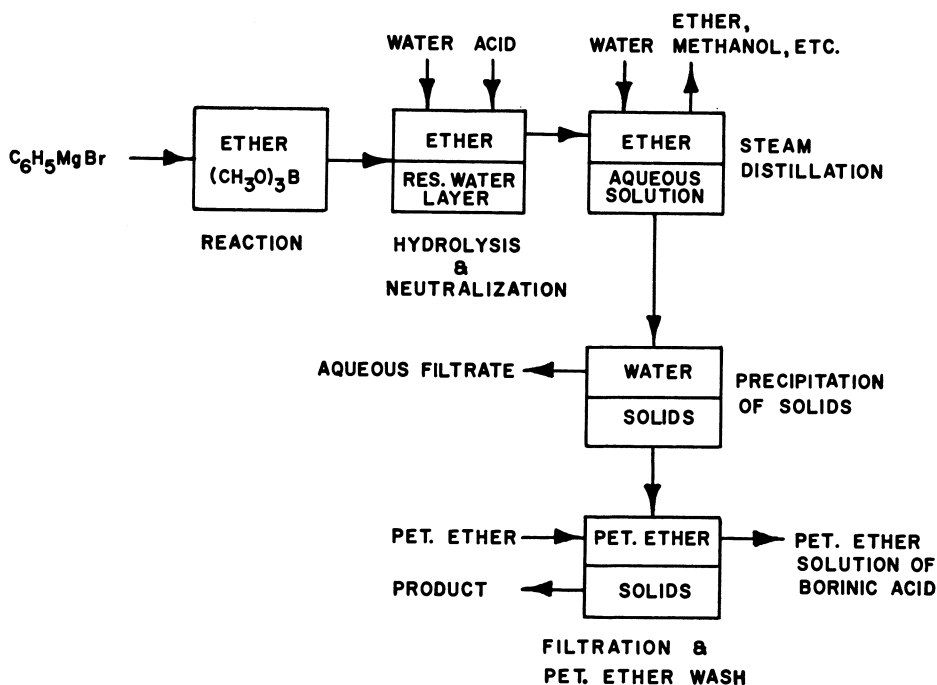 ETHER,
WATER ACID
WATER METHANOL, ETC.
C6H5MgBr
ETHER
(CH3O)3B
REACTION
ETHER
RES. WATER
LAYER
HYDROLYSIS
&
NEUTRALIZATION
ETHER
AQUEOUS
SOLUTION
STEAM
DISTILLATION
AQUEOUS FILTRATE
WATER
SOLIDS
PRECIPITATION
OF SOLIDS
PET. ETHER
PET. ETHER
PET. ETHER
SOLUTION OF
BORINIC ACID
PRODUCT
SOLIDS
FILTRATION &
PET. ETHER WASH